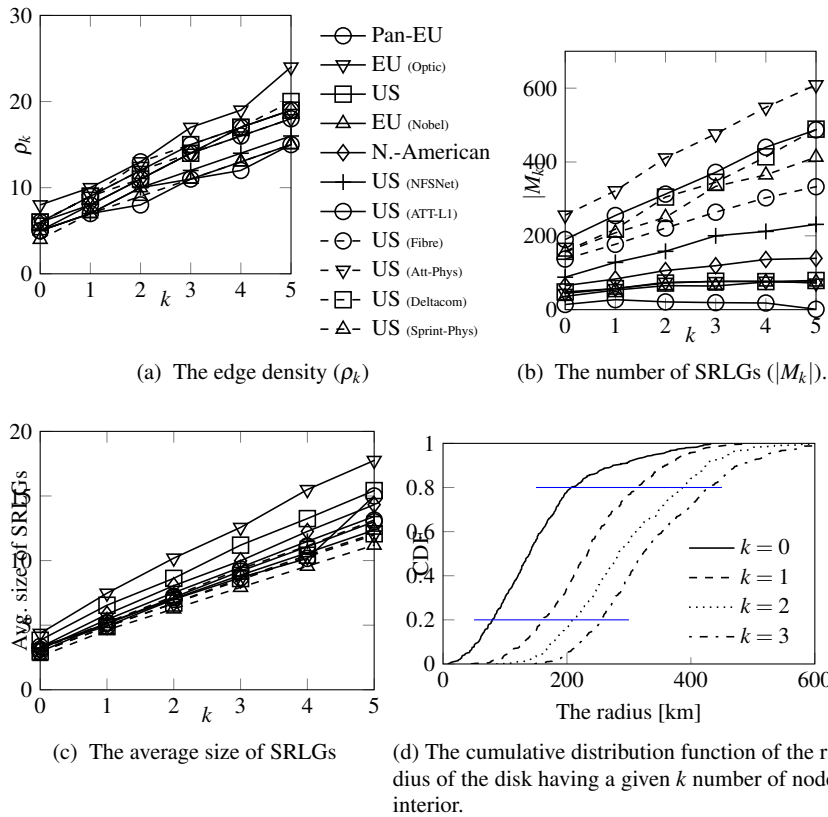 30
20
10
0
0 1 2 3 4 5
k
ρk
Pan-EU
EU (Optic)
US
EU (Nobel)
N.-American
US (NFSNet)
US (ATT-L1)
US (Fibre)
US (Att-Phys)
US (Deltacom)
US (Sprint-Phys)
600
400
200
0
0 1 2 3 4 5
k
|Mk|
(a) The edge density (ρk)
(b) The number of SRLGs (|Mk|).
20
15
10
5
0
0 1 2 3 4 5
k
Avg. size of SRLGs
1
0.8
0.6
0.4
0.2
0
0 200 400 600
The radius [km]
CDF
k = 0
k = 1
k = 2
k = 3
(c) The average size of SRLGs
(d) The cumulative distribution function of the ra
dius of the disk having a given k number of node
interior.